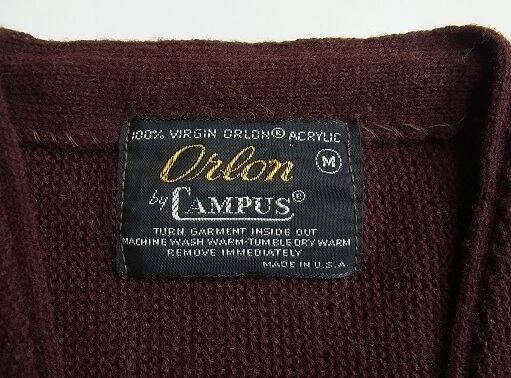 100% VIRGIN ORLON® ACRYLIC
Orlon M
by CAMPUS®
TURN GARMENT INSIDE OUT
MACHINE WASH WARM-TUMBLE DRY WARM
REMOVE IMMEDIATELY
MADE IN U.S.A.